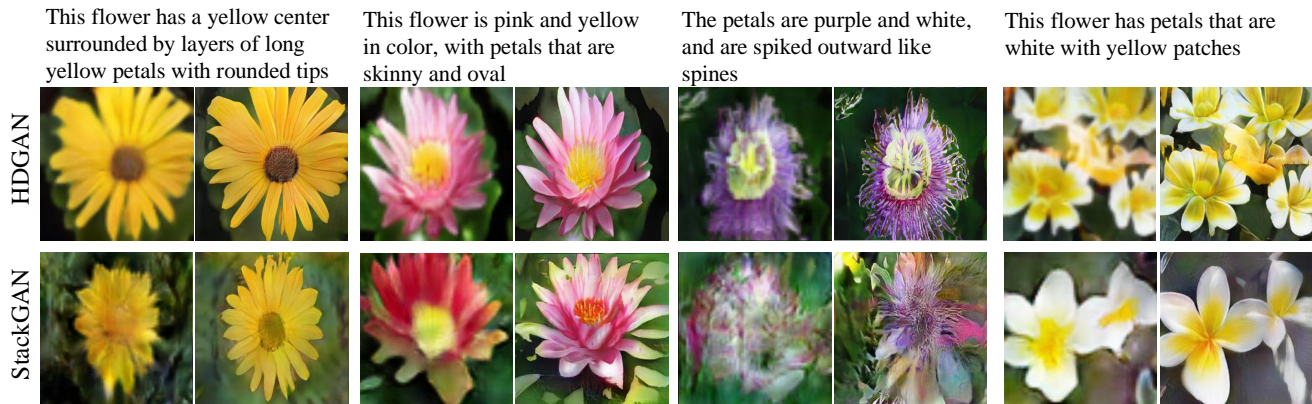 This flower has a yellow center
surrounded by layers of long
yellow petals with rounded tips
This flower is pink and yellow
in color, with petals that are
skinny and oval
The petals are purple and white,
and are spiked outward like
spines
This flower has petals that are
white with yellow patches
HDGAN
StackGAN